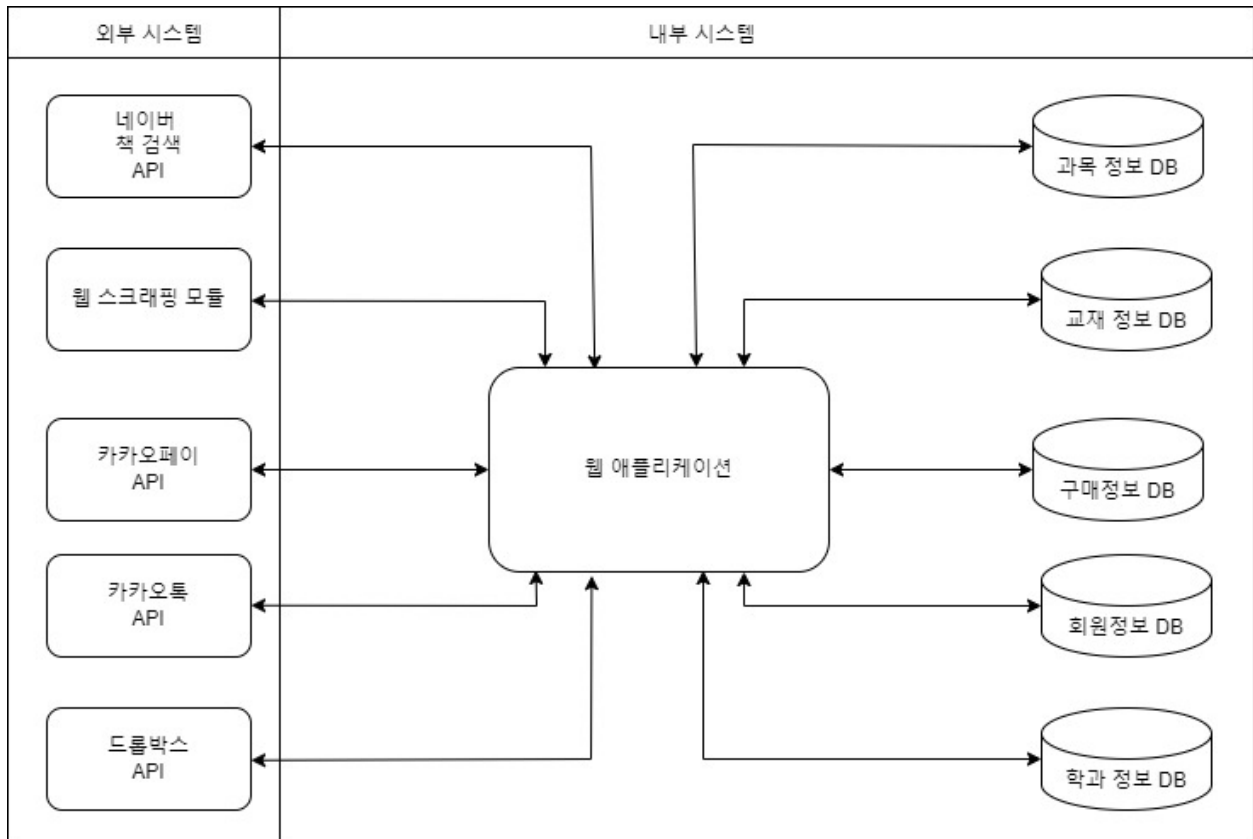 외부 시스템
내부 시스템
네이버
책 검색
API
과목 정보 DB
웹 스크래핑 모듈
교재 정보 DB
카카오페이
API
웹 애플리케이션
구매정보 DB
카카오톡
API
회원정보 DB
드롭박스
API
학과 정보 DB